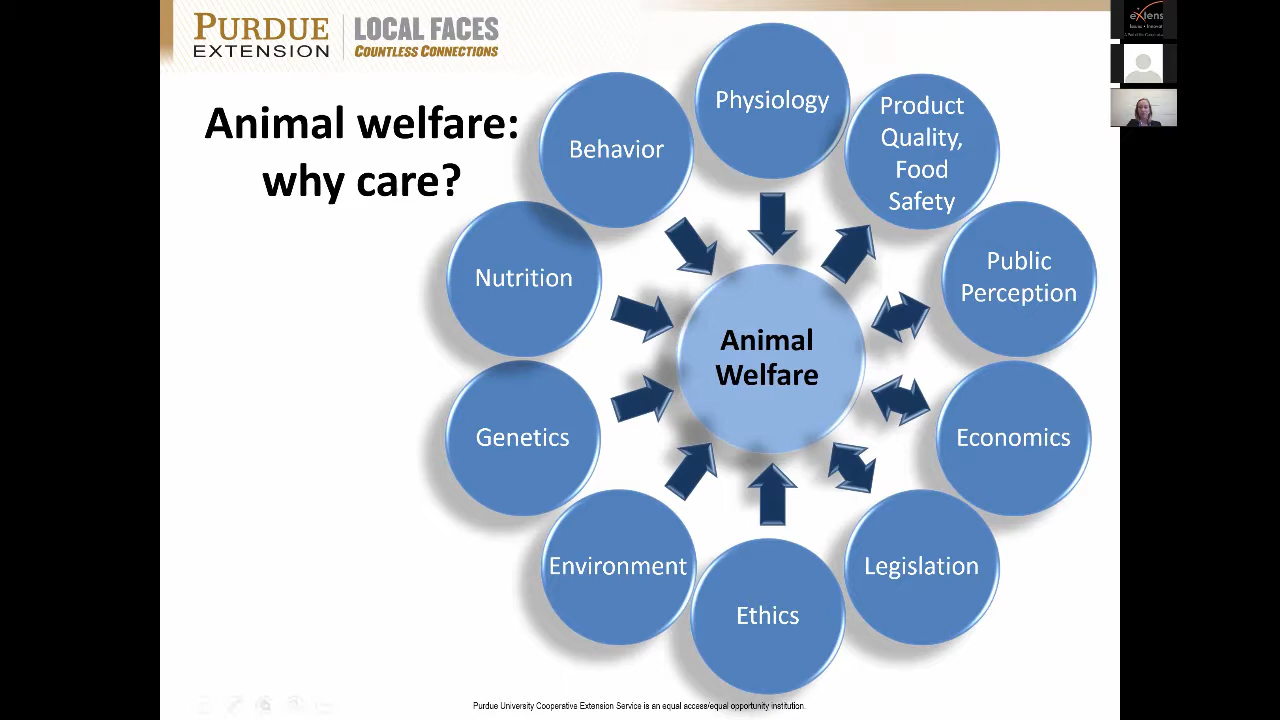 PURDUE
EXTENSION
LOCAL FACES
COUNTLESS CONNECTIONS
Animal welfare:
why care?
Physiology
Product
Quality,
Food
Safety
Behavior
Public
Perception
Nutrition
Animal
Welfare
Genetics
Economics
Environment
Legislation
Ethics
Purdue University Cooperative Extension Service is an equal access/equal opportunity institution.
eXtens